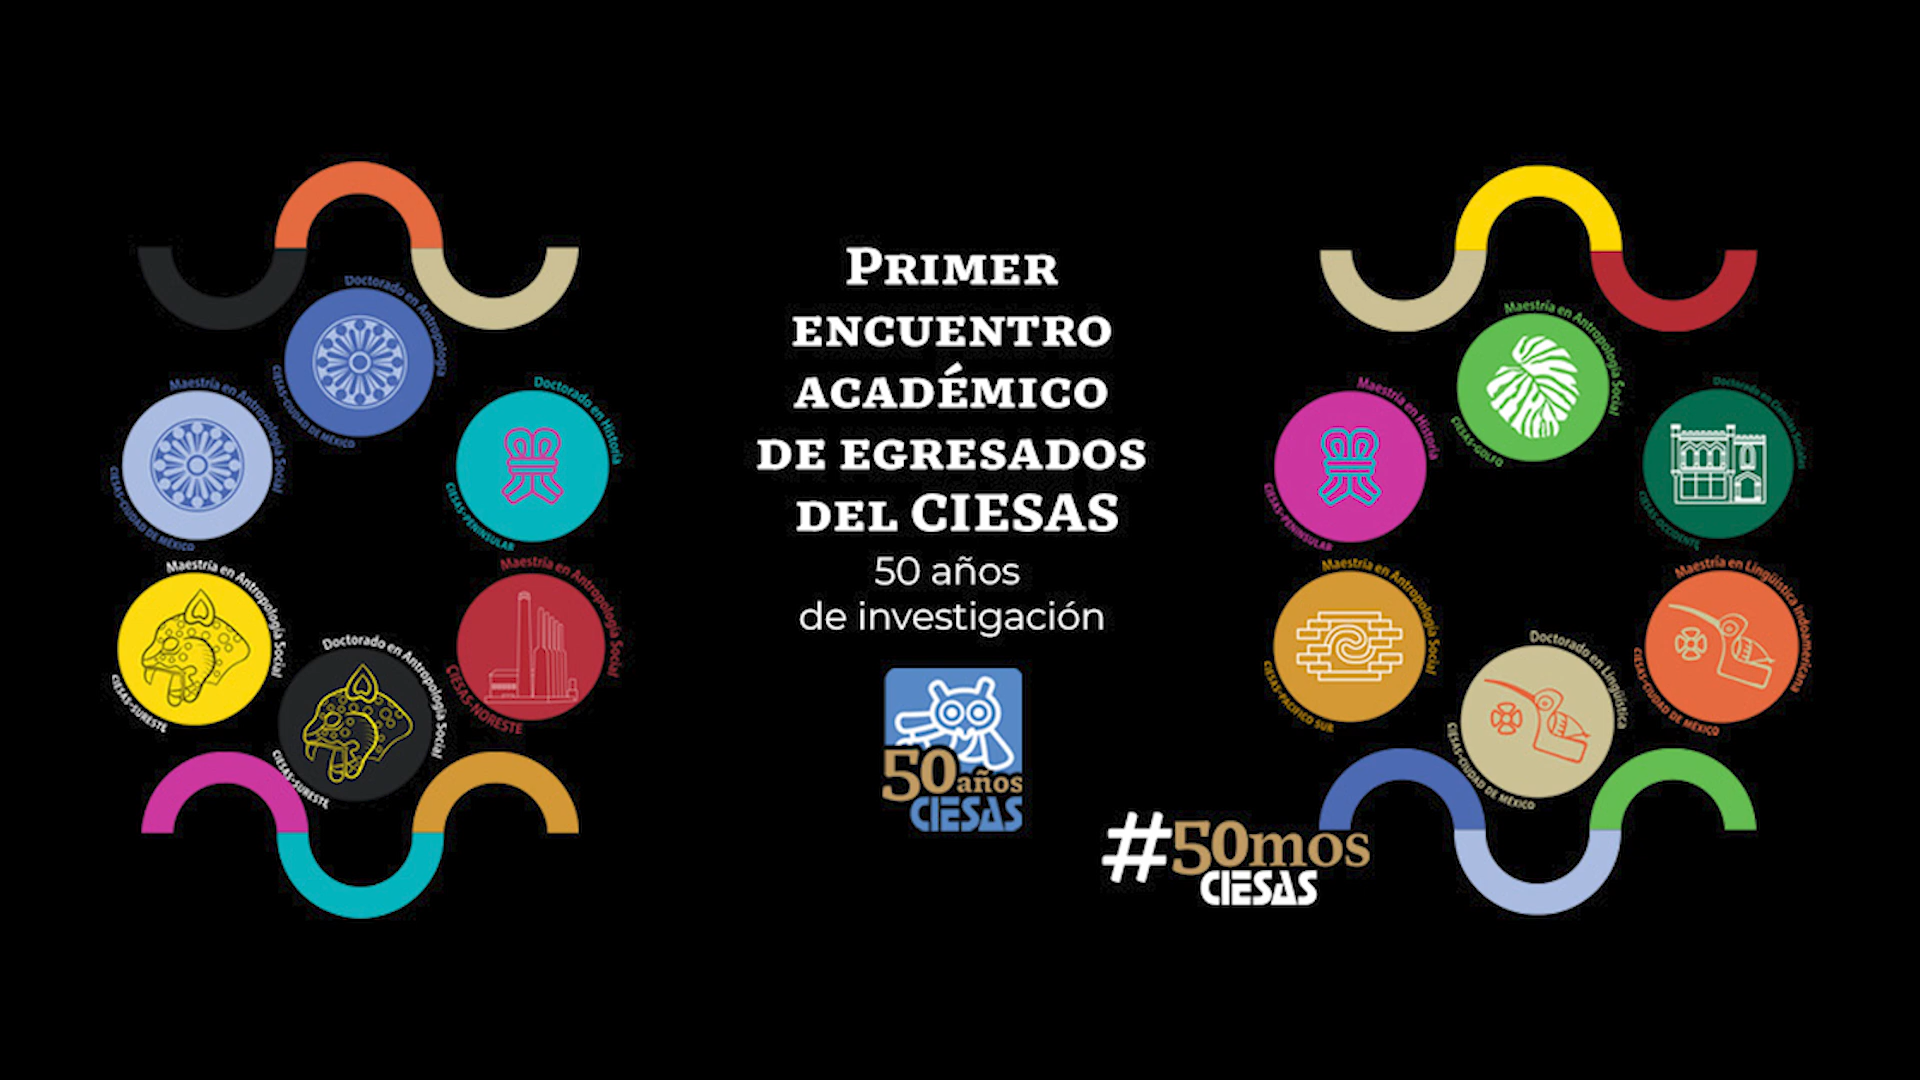 Doctorado en Antropología
CIESAS-CIUDAD DE MÉXICO
Maestría en Antropología Social
CIESAS-CIUDAD DE MÉXICO
Doctorado en Historia
CIESAS-PENINSULAR
Maestría en Antropología Social
CIESAS-SURESTE
Doctorado en Antropología Social
CIESAS-SURESTE
Maestría en Antropología Social
CIESAS-NORESTE
PRIMER
ENCUENTRO
ACADÉMICO
DE EGRESADOS
DEL CIESAS
50 años
de investigación
50 años
CIESAS
#50mos
CIESAS
Maestría en Antropología Social
CIESAS-GOLFO
Maestría en Historia
CIESAS-PENINSULAR
Doctorado en Ciencias Sociales
CIESAS-OCCIDENTE
Maestría en Antropología Social
CIESAS-PACÍFICO SUR
Doctorado en Lingüística
CIESAS-CIUDAD DE MÉXICO
Maestría en Lingüística Indoamericana
CIESAS-CIUDAD DE MÉXICO